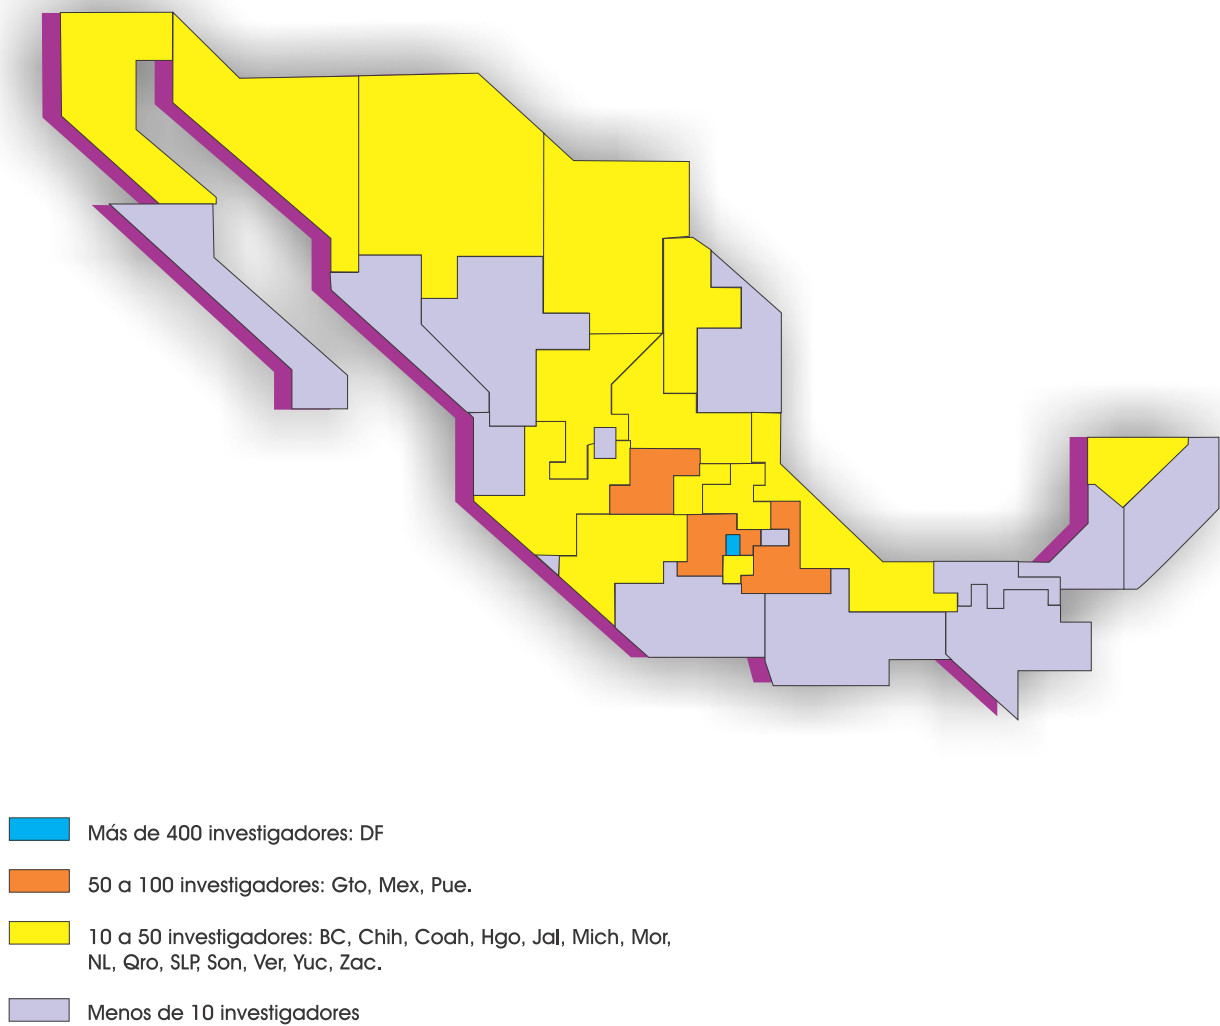 Más de 400 investigadores: DF
50 a 100 investigadores: Gto, Mex, Pue.
10 a 50 investigadores: BC, Chih, Coah, Hgo, Jal, Mich, Mor,
NL, Qro, SLP, Son, Ver, Yuc, Zac.
Menos de 10 investigadores